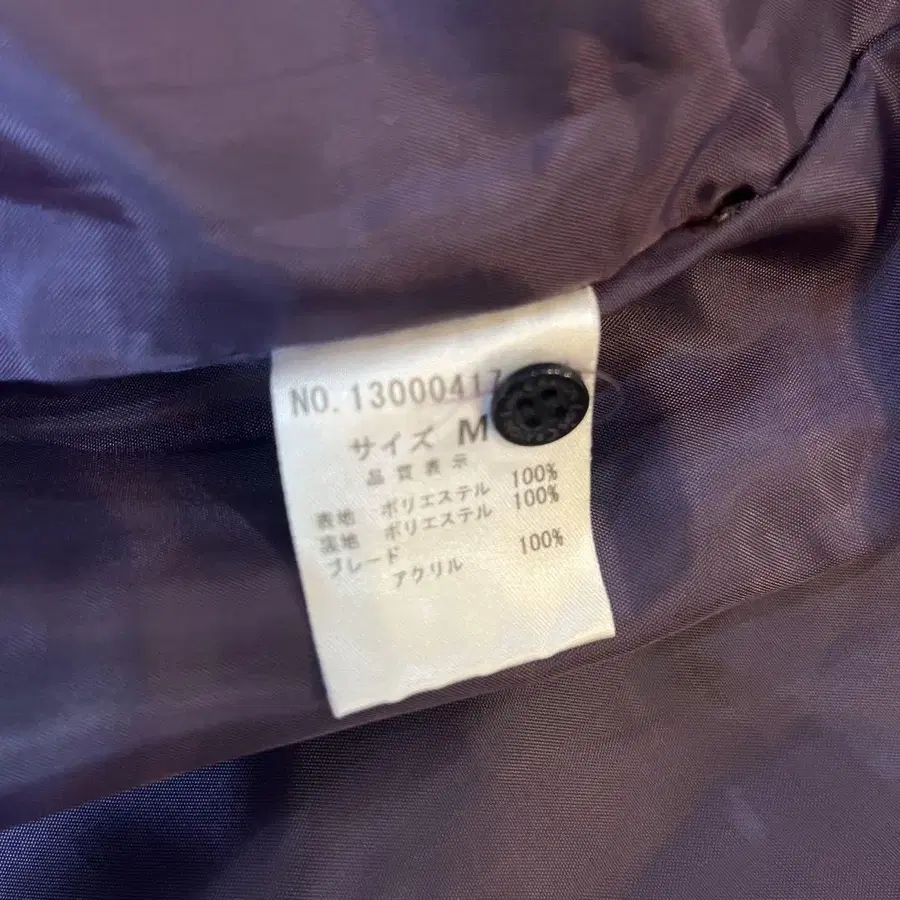 NO.13000417
サイズ M
品質表示
表地 ポリエステル 100%
裏地 ポリエステル 100%
ブレード
アクリル 100%